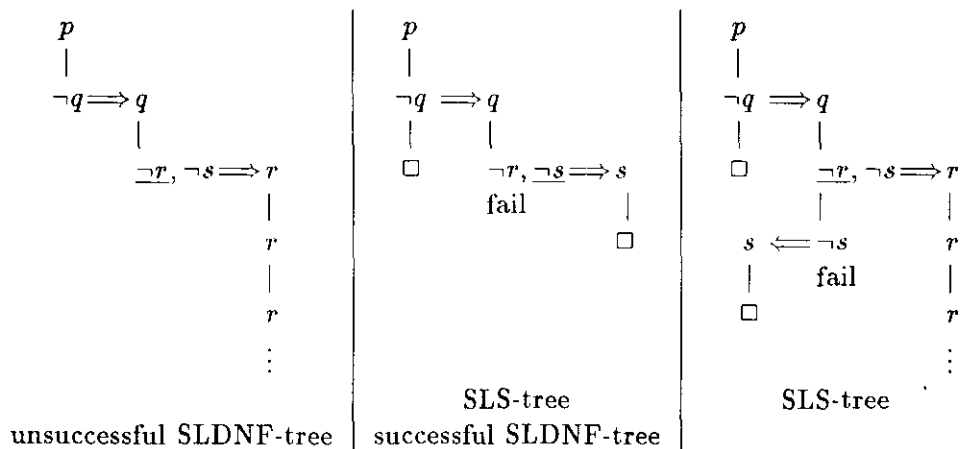 p
¬q ⟹ q
¬r, ¬s ⟹ r
r
r
⋮
unsuccessful SLDNF-tree
p
¬q ⟹ q
□ ¬r, ¬s ⟹ s
fail
□
SLS-tree
successful SLDNF-tree
p
¬q ⟹ q
□ ¬r, ¬s ⟹ r
s ⟸ ¬s r
fail
□ r
⋮
SLS-tree